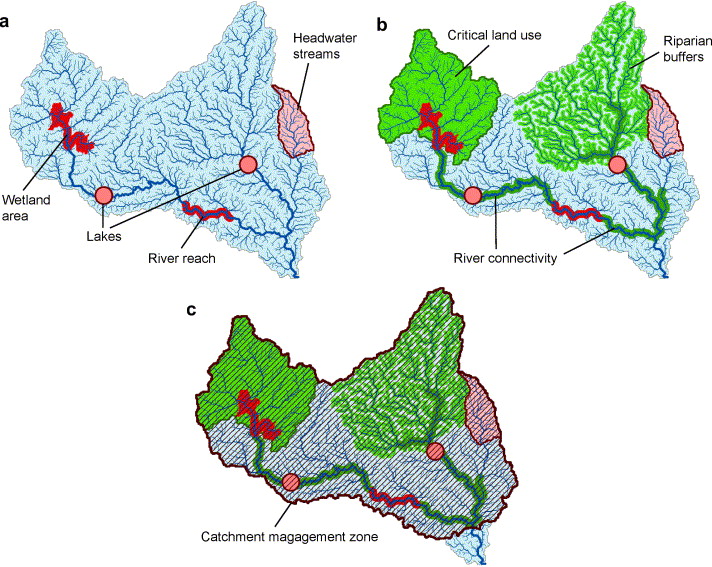 a
Headwater
streams
Wetland
area
Lakes
River reach
b
Critical land use
Riparian
buffers
River connectivity
c
Catchment magagement zone